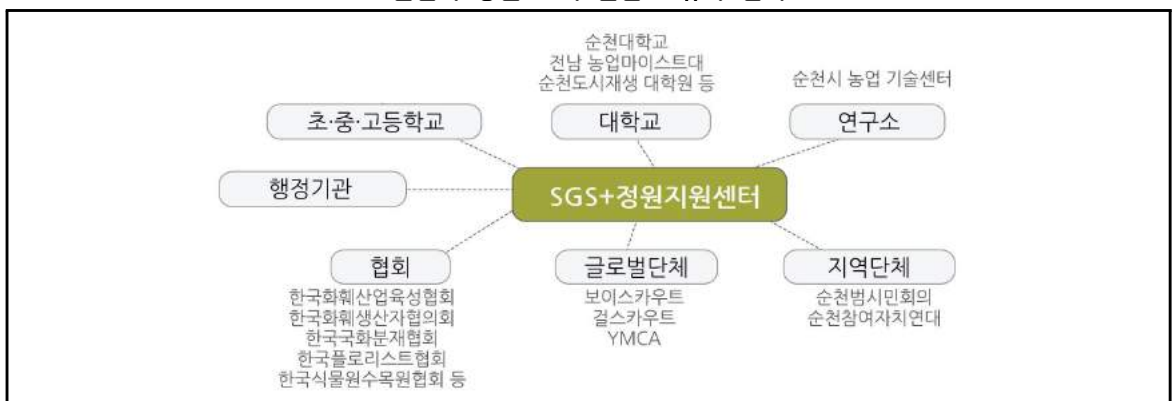 순천대학교
전남 농업마이스트대
순천도시재생 대학원 등
순천시 농업 기술센터
초·중·고등학교
대학교
연구소
행정기관
SGS+정원지원센터
협회
글로벌단체
지역단체
한국화훼산업육성협회
한국화훼생산자협의회
한국국화분재협회
한국플로리스트협회
한국식물원수목원협회 등
보이스카우트
걸스카우트
YMCA
순천범시민회의
순천참여자치연대